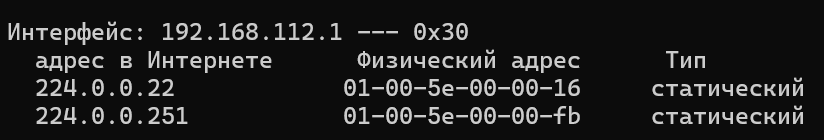 Интерфейс: 192.168.112.1 --- 0x30
  адрес в Интернете      Физический адрес      Тип
  224.0.0.22            01-00-5e-00-00-16     статический
  224.0.0.251           01-00-5e-00-00-fb     статический